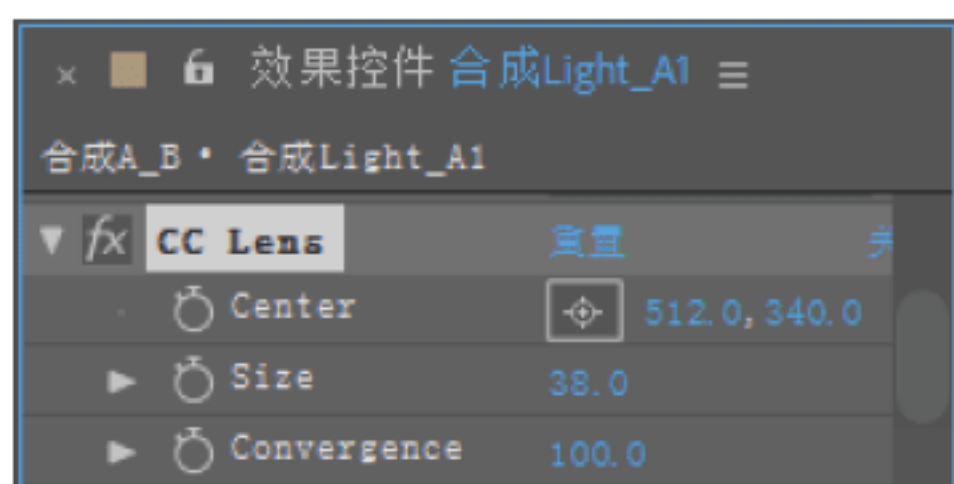 × 效果控件 合成Light_A1 ≡
合成A_B • 合成Light_A1
fx CC Lens 重置
Center 512.0,340.0
Size 38.0
Convergence 100.0